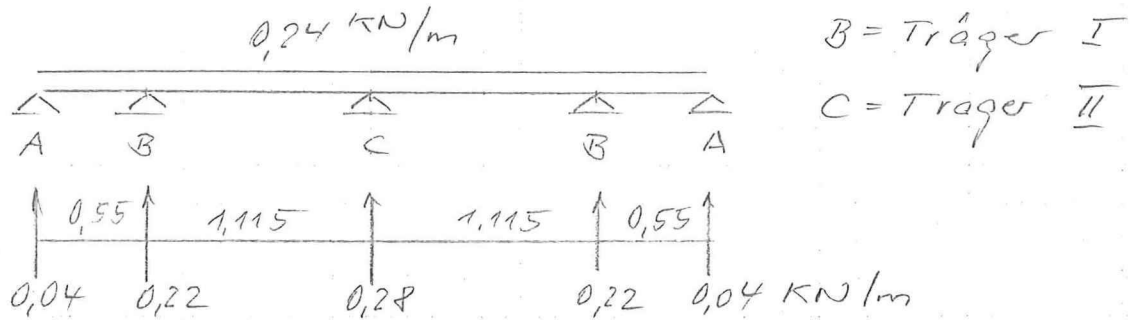 0,24 KN/m
B = Träger I
C = Trager II
A B C B A
0,55 1,115 1,115 0,55
0,04 0,22 0,28 0,22 0,04 KN/m